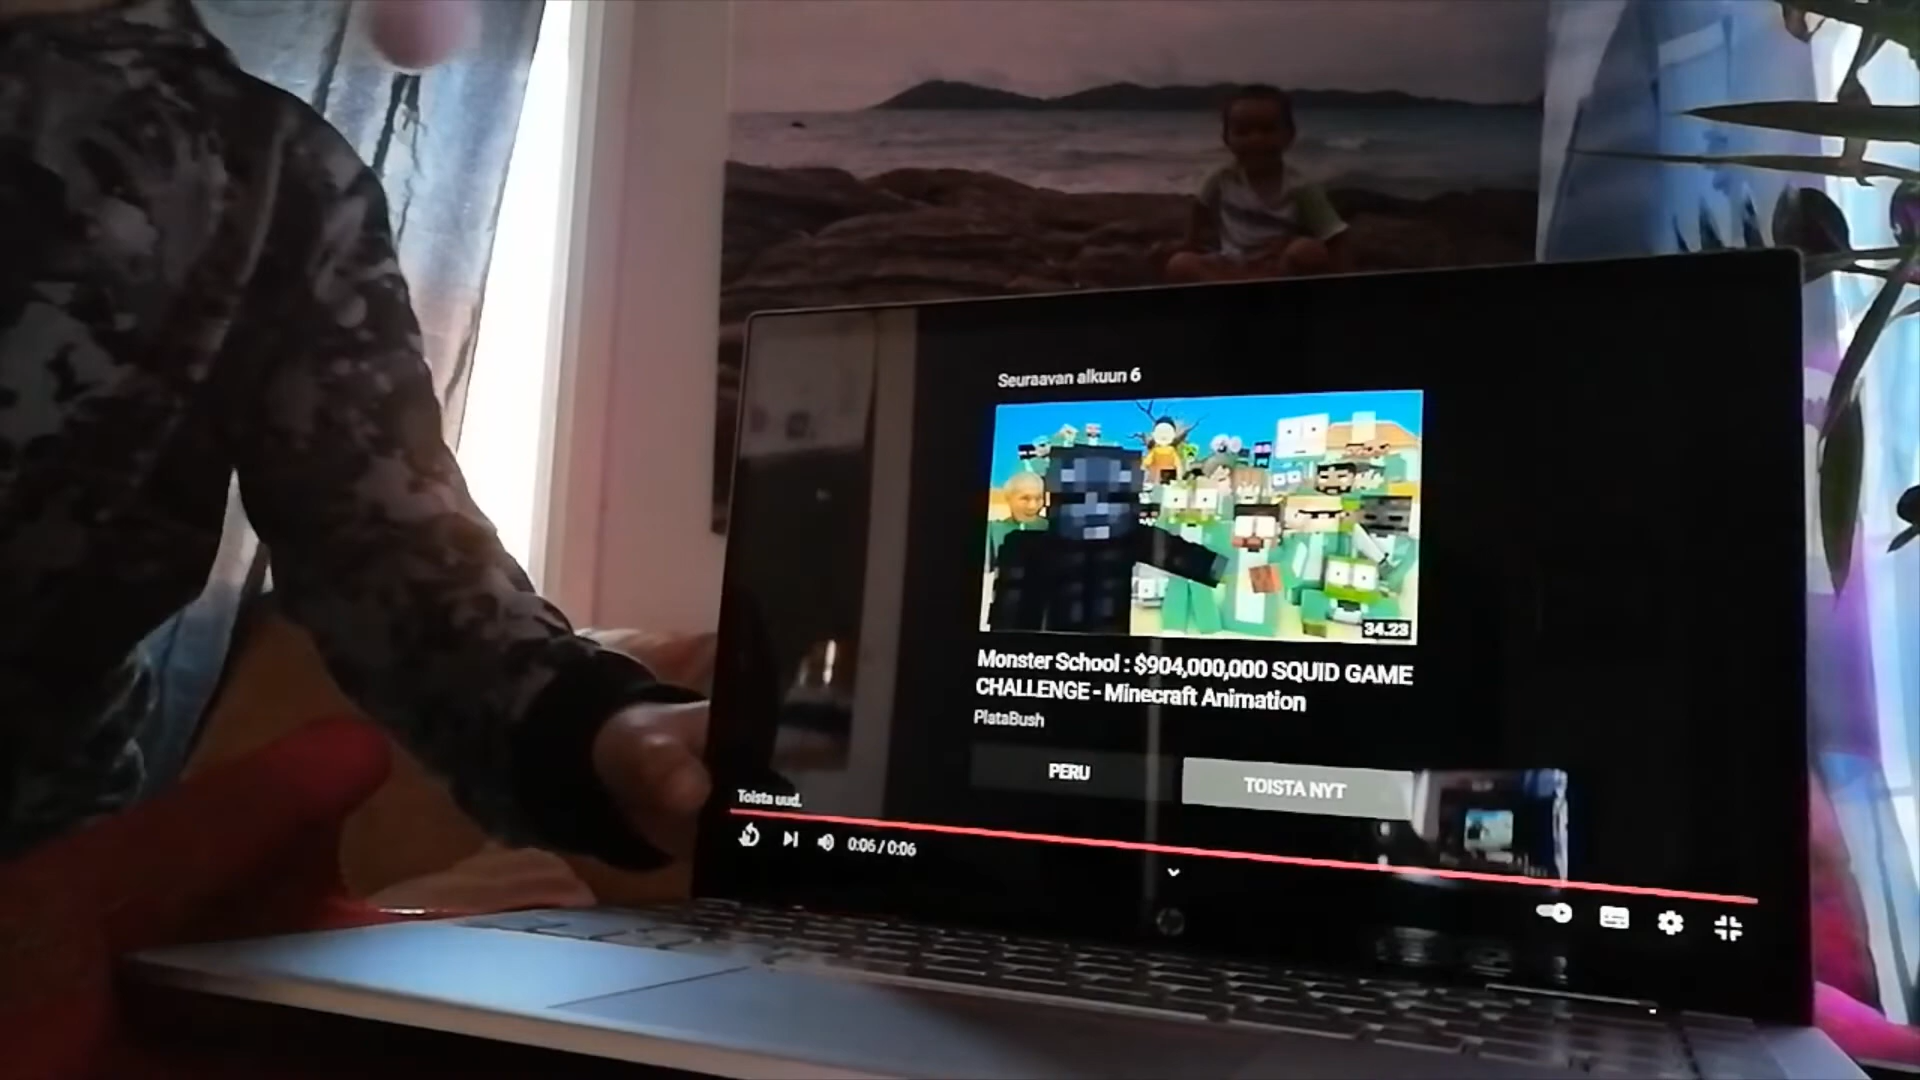 Seuraavan alkuun 6
34.23
Monster School : $904,000,000 SQUID GAME
CHALLENGE - Minecraft Animation
PlataBush
PERU
TOISTA NYT
Toista uud.
0:06 / 0:06